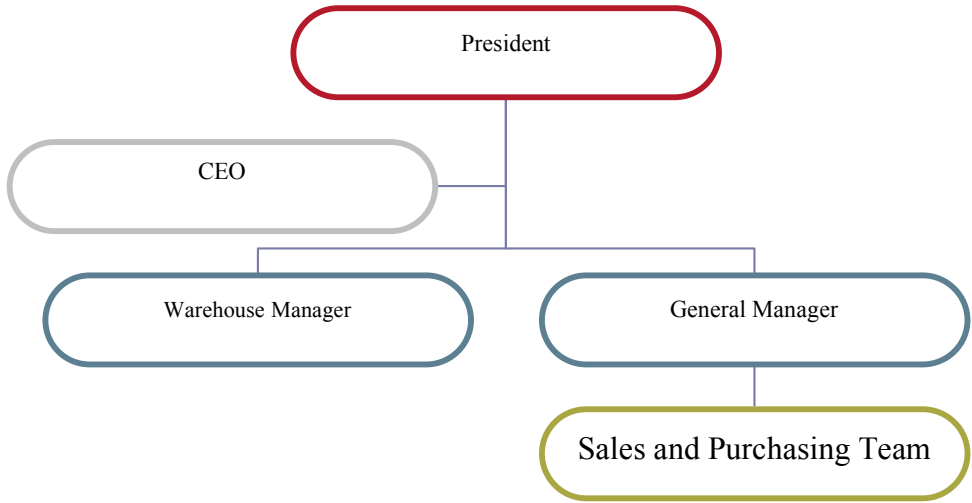 President
CEO
Warehouse Manager
General Manager
Sales and Purchasing Team